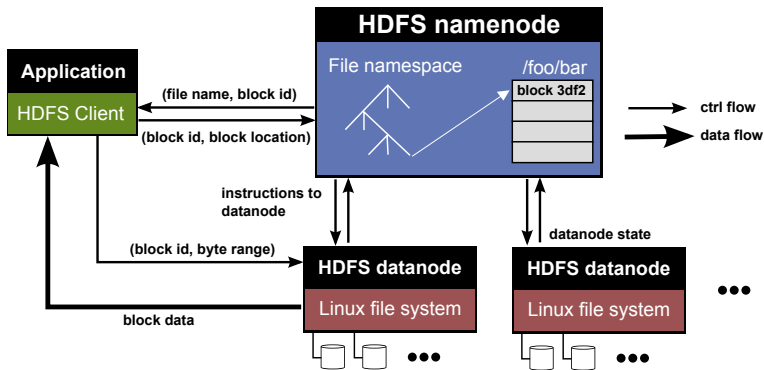 HDFS namenode
Application
HDFS Client
File namespace
/foo/bar
block 3df2
(file name, block id)
(block id, block location)
ctrl flow
data flow
instructions to
datanode
datanode state
(block id, byte range)
HDFS datanode
Linux file system
HDFS datanode
Linux file system
block data